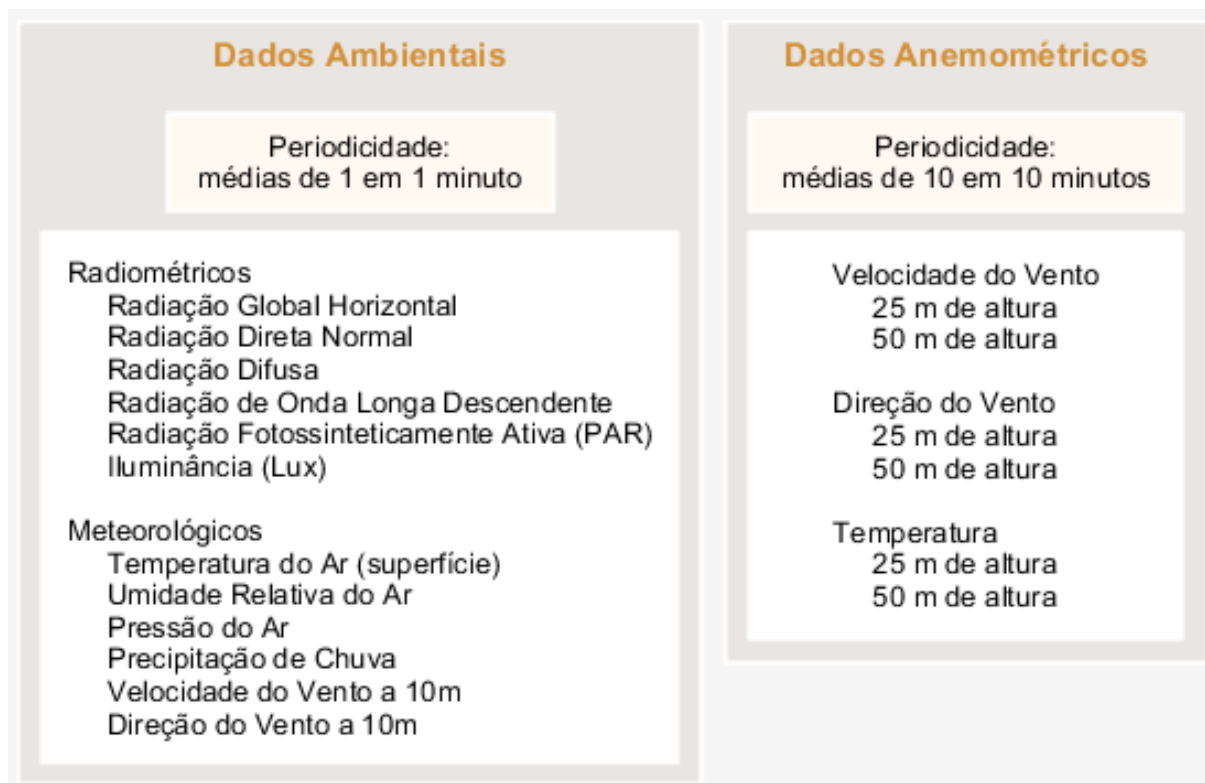 Dados Ambientais
Periodicidade:
médias de 1 em 1 minuto
Radiométricos
Radiação Global Horizontal
Radiação Direta Normal
Radiação Difusa
Radiação de Onda Longa Descendente
Radiação Fotossinteticamente Ativa (PAR)
Iluminância (Lux)
Meteorológicos
Temperatura do Ar (superfície)
Umidade Relativa do Ar
Pressão do Ar
Precipitação de Chuva
Velocidade do Vento a 10m
Direção do Vento a 10m
Dados Anemométricos
Periodicidade:
médias de 10 em 10 minutos
Velocidade do Vento
25 m de altura
50 m de altura
Direção do Vento
25 m de altura
50 m de altura
Temperatura
25 m de altura
50 m de altura